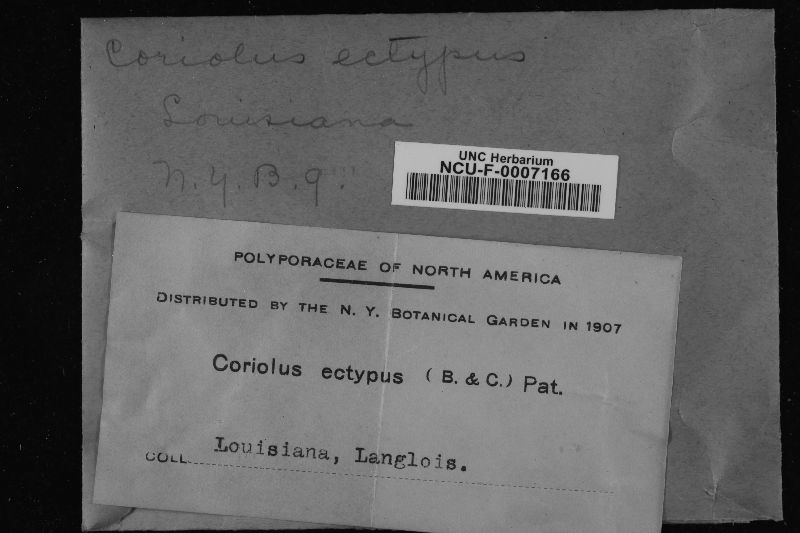 Coriolus ectypus
Louisiana
N. Y. B. G.
UNC Herbarium
NCU-F-0007166
POLYPORACEAE OF NORTH AMERICA
DISTRIBUTED BY THE N. Y. BOTANICAL GARDEN IN 1907
Coriolus ectypus (B. & C.) Pat.
COLL. Louisiana, Langlois.